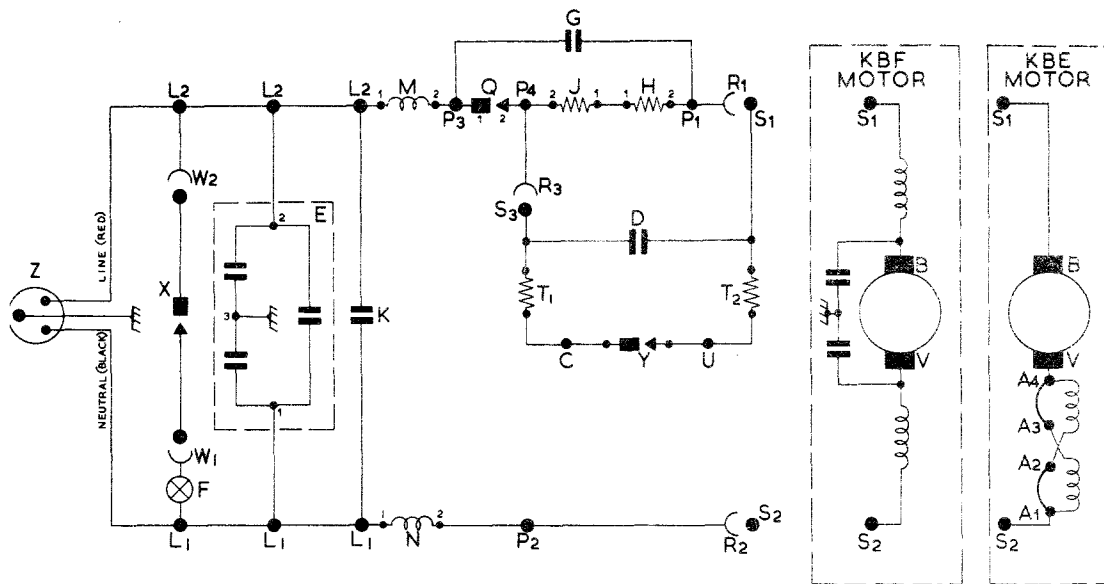 G
KBF
MOTOR
KBE
MOTOR
L2 L2 L2 1 M 2 P3 Q 1 2 P4 2 J 1 1 H 2 P1 R1 S1
S1
S1
W2
R3
S3
E
2
D
LINE (RED)
Z
X
3
K
T1
T2
B
B
C
Y
U
V
V
NEUTRAL (BLACK)
1
A4
A3
A2
A1
W1
F
L1 L1 L1 1 N 2 P2 R2 S2
S2
S2